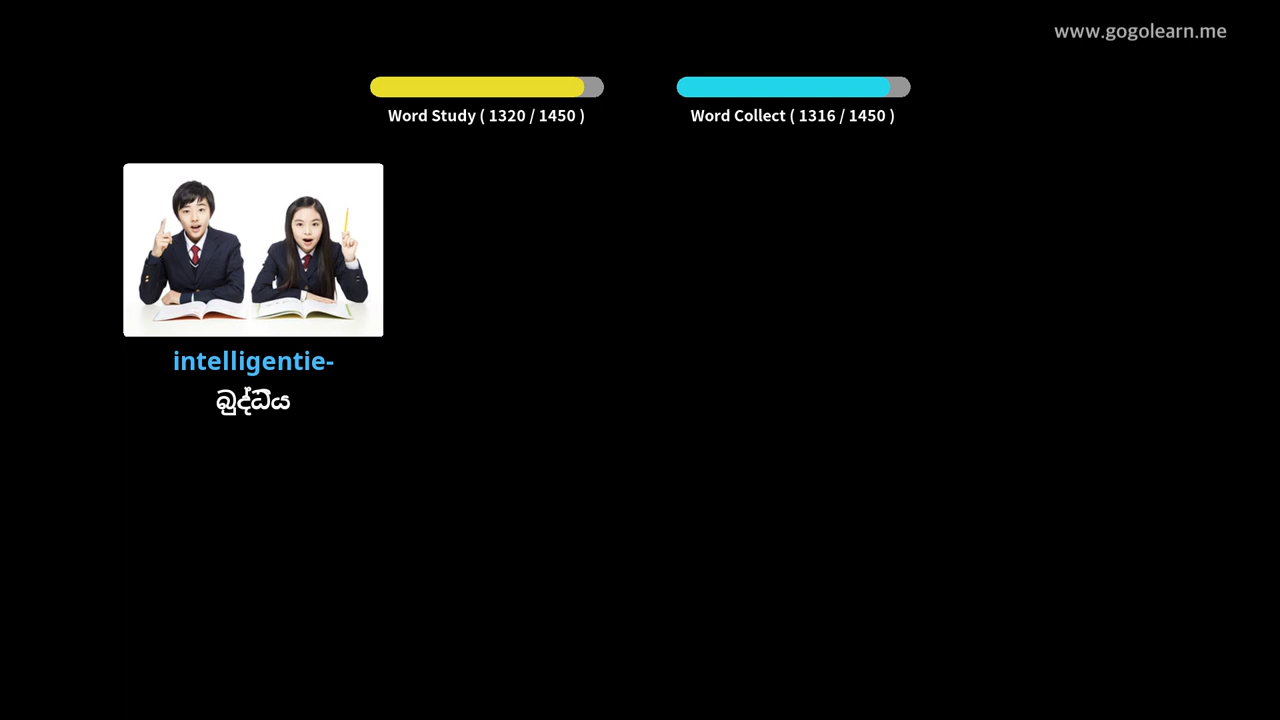 www.gogolearn.me
Word Study ( 1320 / 1450 )
Word Collect ( 1316 / 1450 )
intelligentie-
බුද්ධිය